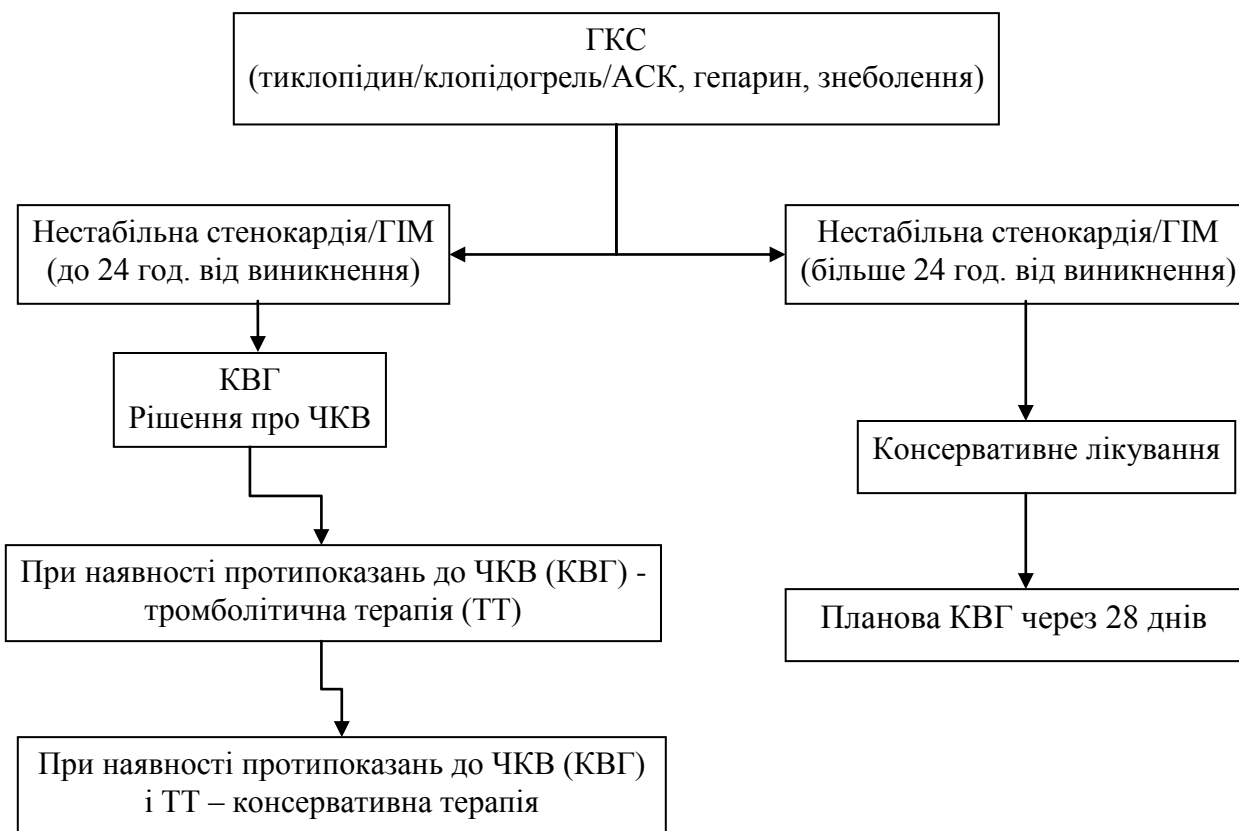 ГКС
(тиклопідин/клопідогрель/АСК, гепарин, знеболення)
Нестабільна стенокардія/ГІМ
(до 24 год. від виникнення)
Нестабільна стенокардія/ГІМ
(більше 24 год. від виникнення)
КВГ
Рішення про ЧКВ
Консервативне лікування
При наявності протипоказань до ЧКВ (КВГ) -
тромболітична терапія (ТТ)
Планова КВГ через 28 днів
При наявності протипоказань до ЧКВ (КВГ)
і ТТ – консервативна терапія